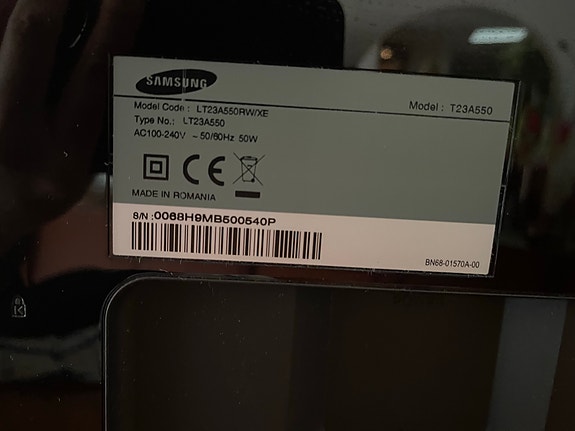 SAMSUNG
Model Code : LT23A550RW/XE
Model : T23A550
Type No.: LT23A550
AC100-240V ~ 50/60Hz 50W
CE
MADE IN ROMANIA
S/N :0068H9MB500540P
BN68-01570A-00
K